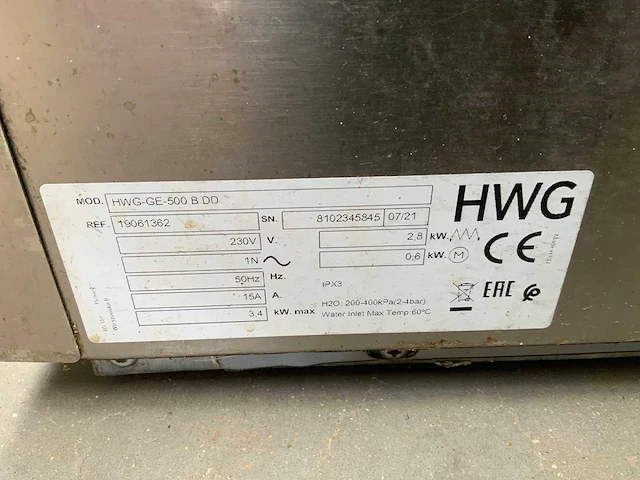 MOD. HWG-GE-500 B DD
HWG
REF. 19061362 SN. 8102345845 07/21
230V V. 2,8 kW.
1N 0,6 kW. M
50Hz Hz. IPX3
15A A. H2O: 200-400kPa(2-4bar)
3,4 kW. max Water Inlet Max Temp.60ºC
CE
EAC